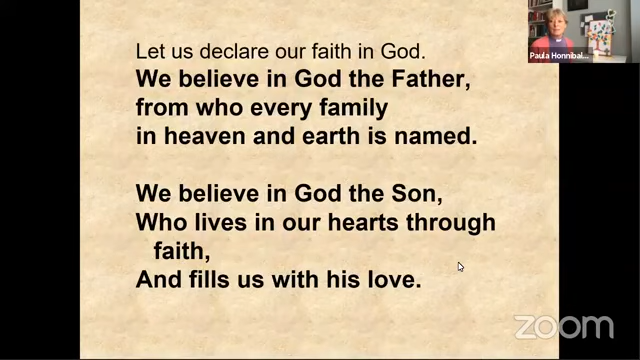 Let us declare our faith in God.
We believe in God the Father,
from who every family
in heaven and earth is named.
We believe in God the Son,
Who lives in our hearts through
faith,
And fills us with his love.
Paula Honnibal...
zoom